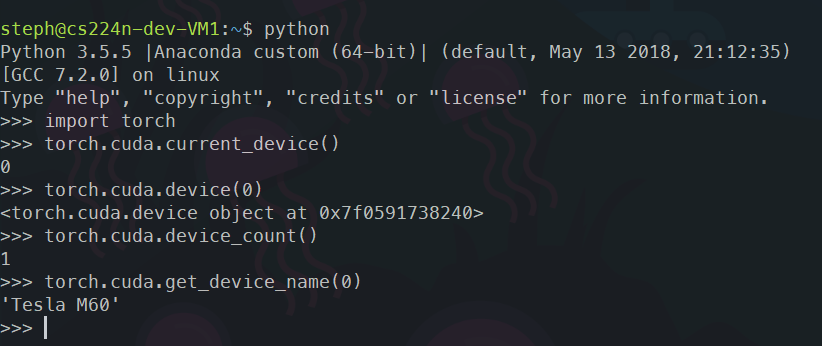 steph@cs224n-dev-VM1:~$ python
Python 3.5.5 |Anaconda custom (64-bit)| (default, May 13 2018, 21:12:35)
[GCC 7.2.0] on linux
Type "help", "copyright", "credits" or "license" for more information.
>>> import torch
>>> torch.cuda.current_device()
0
>>> torch.cuda.device(0)
<torch.cuda.device object at 0x7f0591738240>
>>> torch.cuda.device_count()
1
>>> torch.cuda.get_device_name(0)
'Tesla M60'
>>>